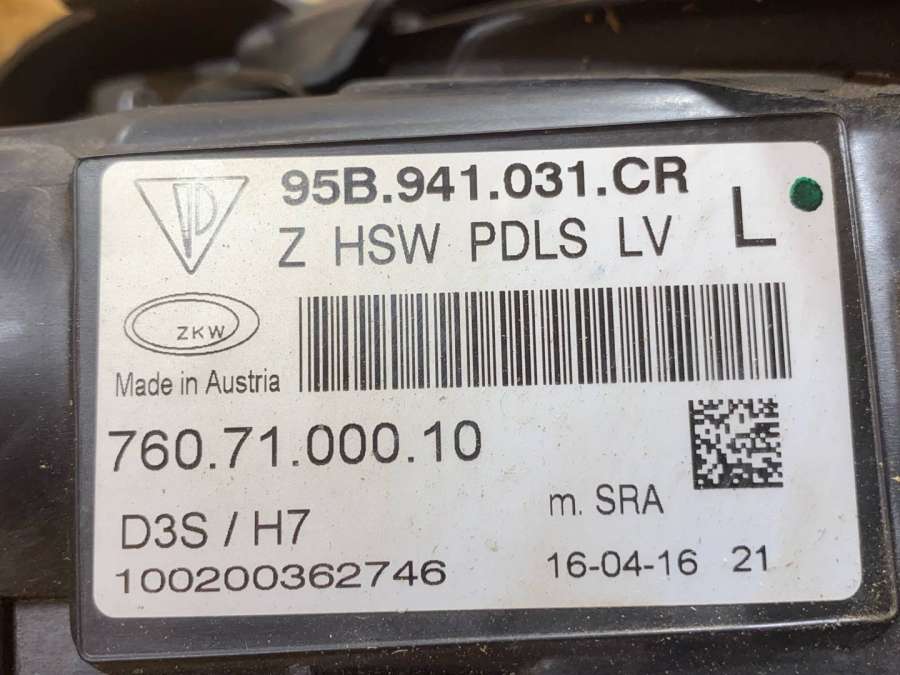 95B.941.031.CR
Z HSW PDLS LV L
ZKW
Made in Austria
760.71.000.10
m. SRA
D3S / H7
100200362746
16-04-16 21